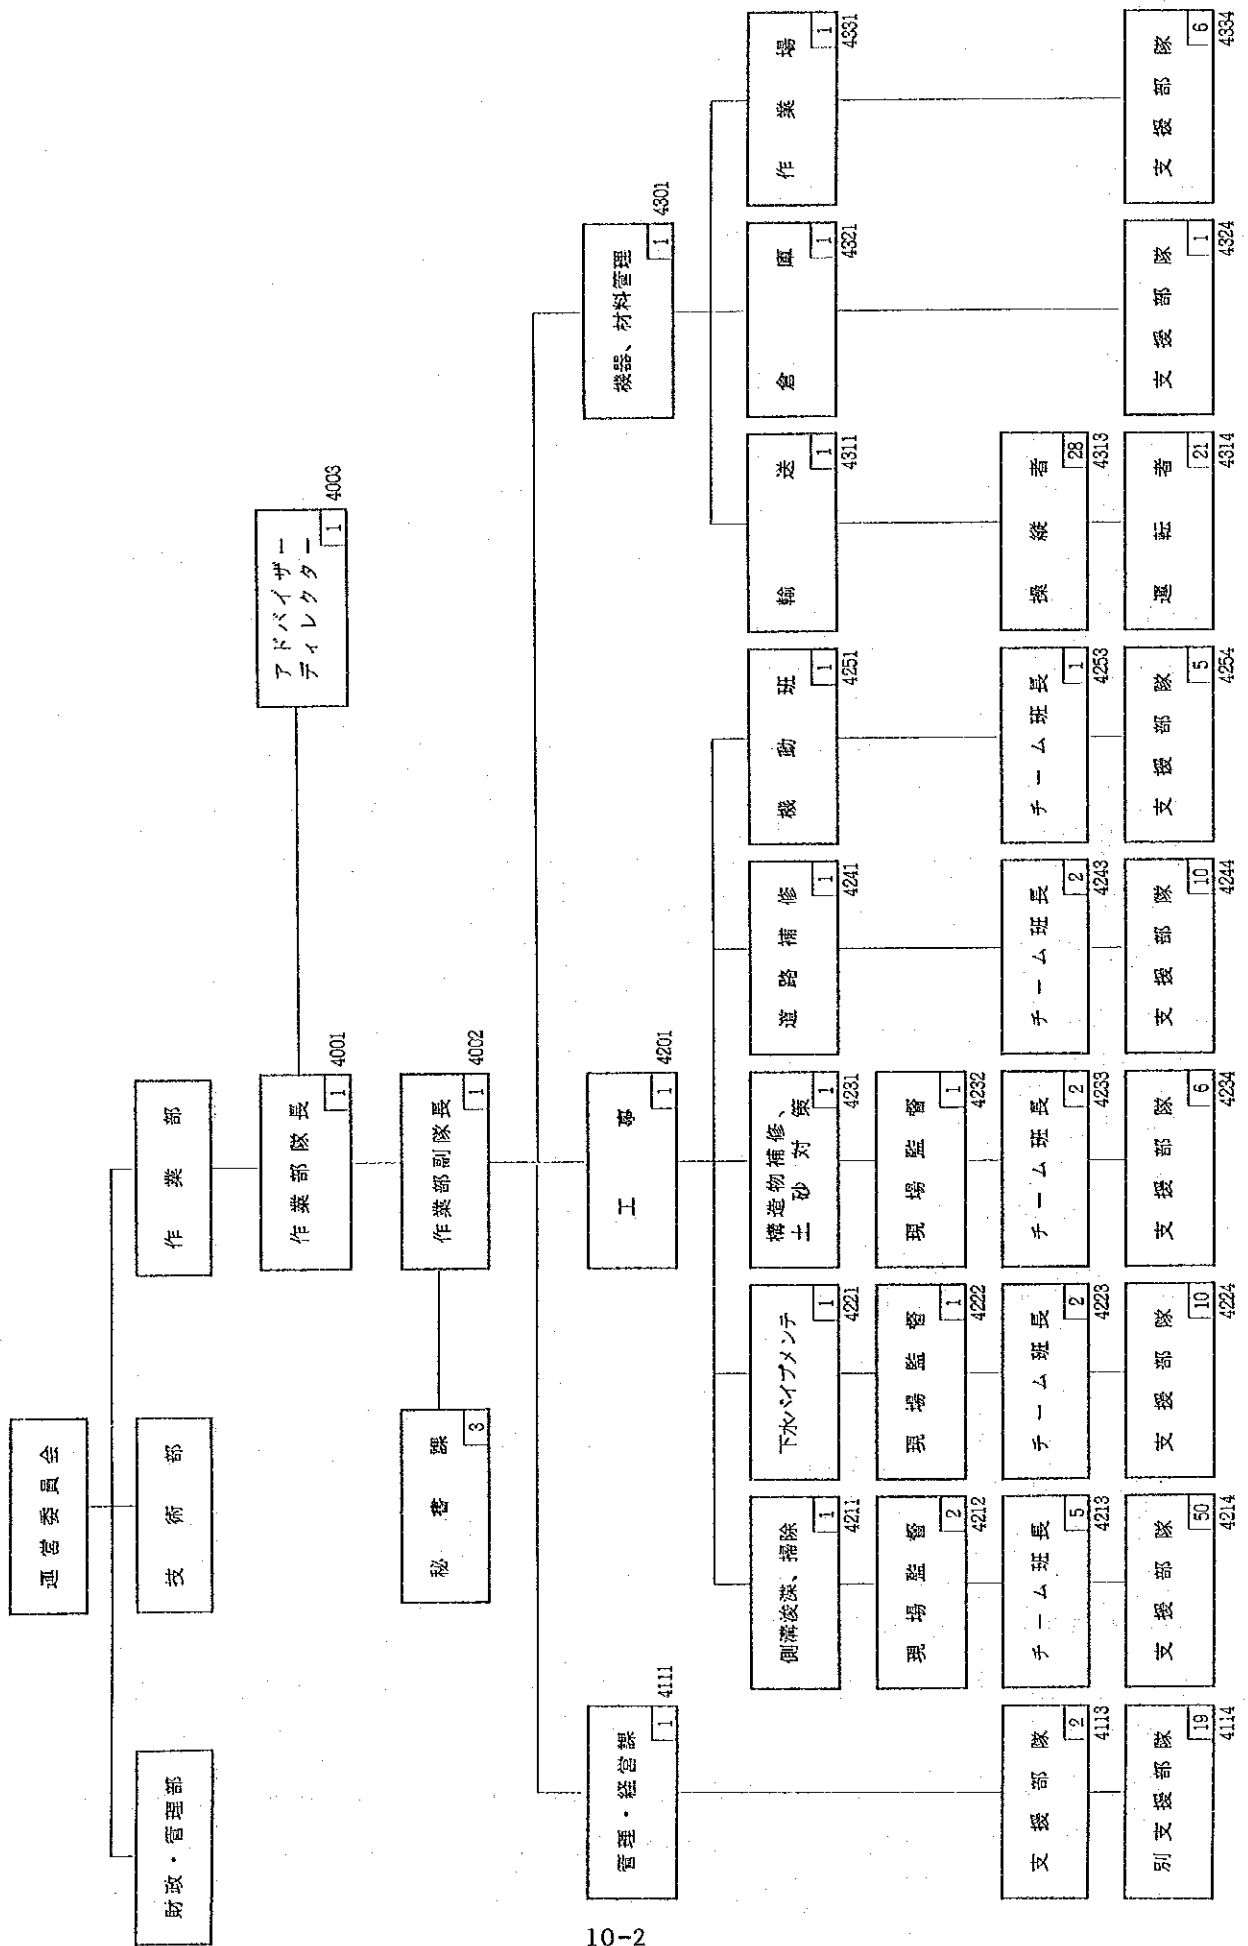 運営委員会
財政・管理部
技術部
作業部
作業部隊長
1
4001
アドバイザー
ディレクター
1
4003
秘書課
3
作業部副隊長
1
4002
管理・経営課
1
4111
工事
1
4201
機器、材料管理
1
4301
側溝浚渫、掃除
1
4211
下水パイプメンテ
1
4221
構造物補修、
土砂対策
1
4231
道路補修
1
4241
機動班
1
4251
輸送
1
4311
倉庫
1
4321
作業場
1
4331
現場監督
2
4212
現場監督
1
4222
現場監督
1
4232
支援部隊
2
4113
チーム班長
5
4213
チーム班長
2
4223
チーム班長
2
4233
チーム班長
2
4243
チーム班長
1
4253
操縦者
28
4313
別支援部隊
19
4114
支援部隊
50
4214
支援部隊
10
4224
支援部隊
6
4234
支援部隊
10
4244
支援部隊
5
4254
運転者
21
4314
支援部隊
1
4324
支援部隊
6
4334
10-2